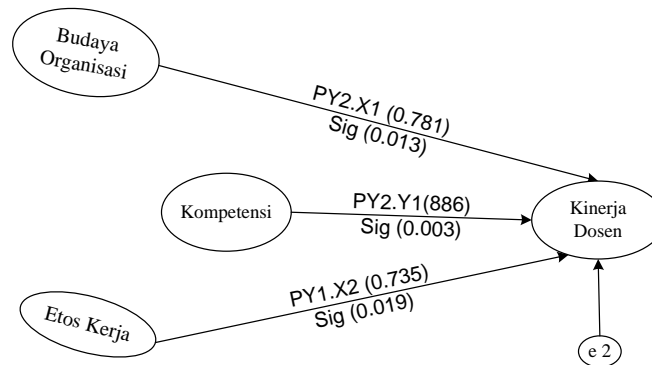 Budaya
Organisasi
PY2.X1 (0.781)
Sig (0.013)
Kompetensi
PY2.Y1(886)
Sig (0.003)
Kinerja
Dosen
PY1.X2 (0.735)
Sig (0.019)
Etos Kerja
e 2